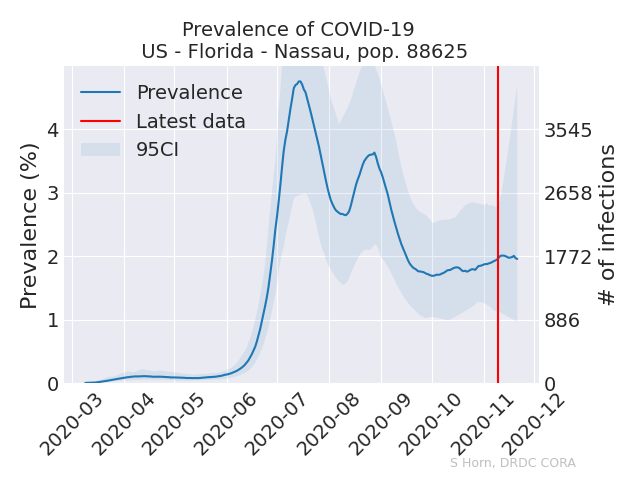 Prevalence of COVID-19
US - Florida - Nassau, pop. 88625
Prevalence
Latest data
95CI
Prevalence (%)
4
3
2
1
0
3545
2658
1772
886
0
# of infections
2020-03
2020-04
2020-05
2020-06
2020-07
2020-08
2020-09
2020-10
2020-11
2020-12
S Horn, DRDC CORA